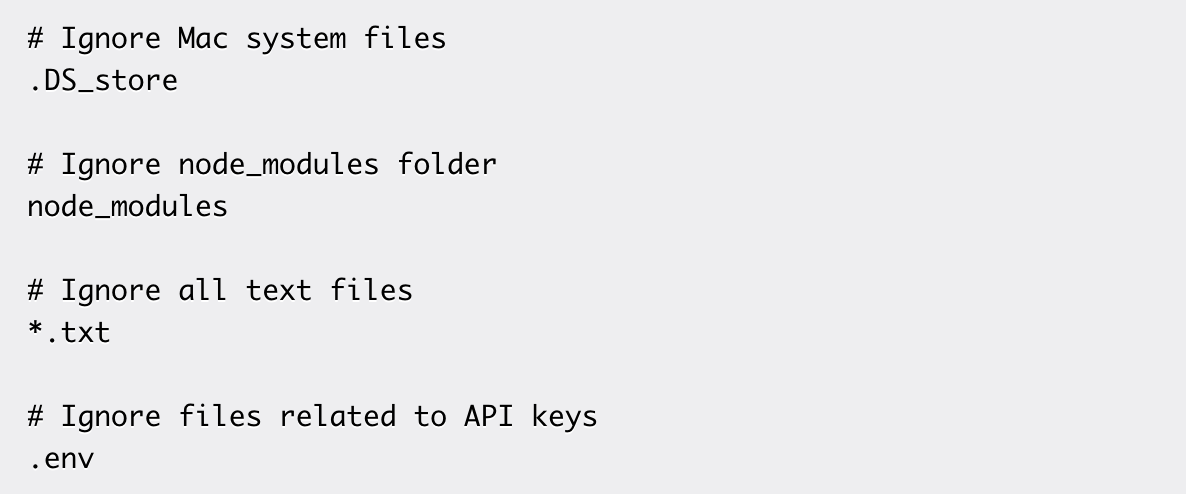 # Ignore Mac system files
.DS_store
# Ignore node_modules folder
node_modules
# Ignore all text files
*.txt
# Ignore files related to API keys
.env